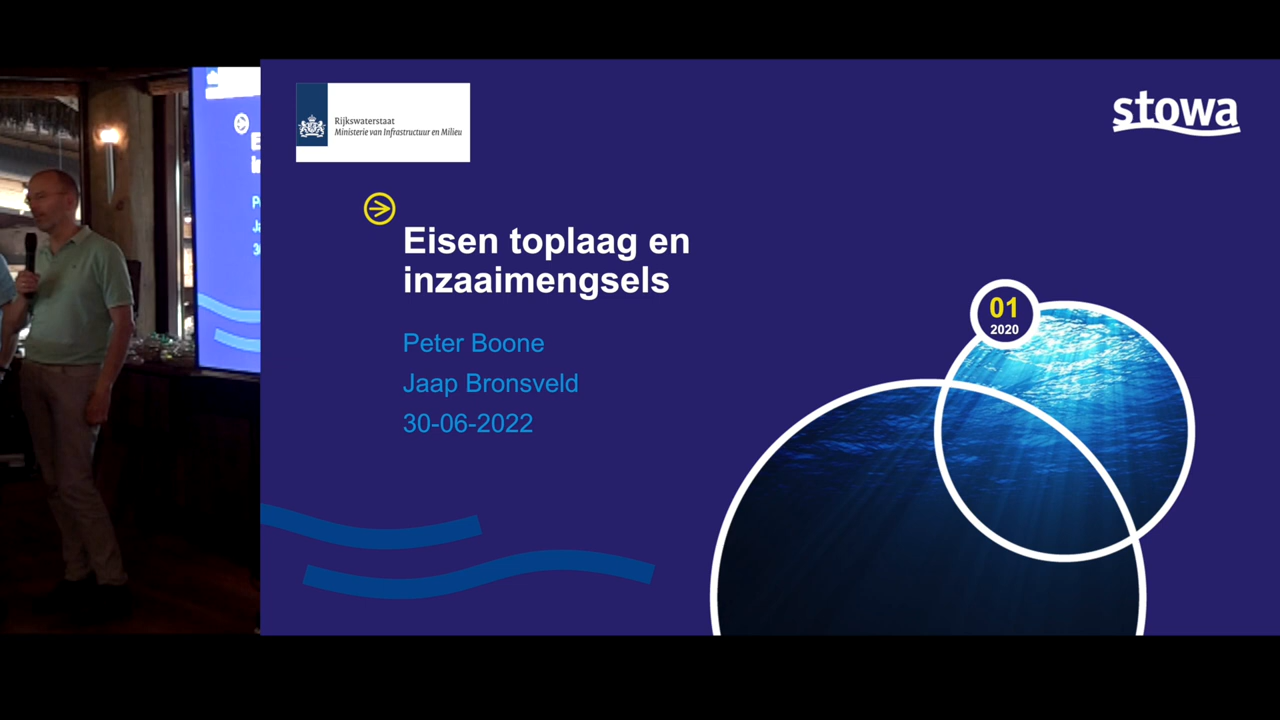 Rijkswaterstaat
Ministerie van Infrastructuur en Milieu
stowa
Eisen toplaag en
inzaaimengsels
Peter Boone
Jaap Bronsveld
30-06-2022
01
2020